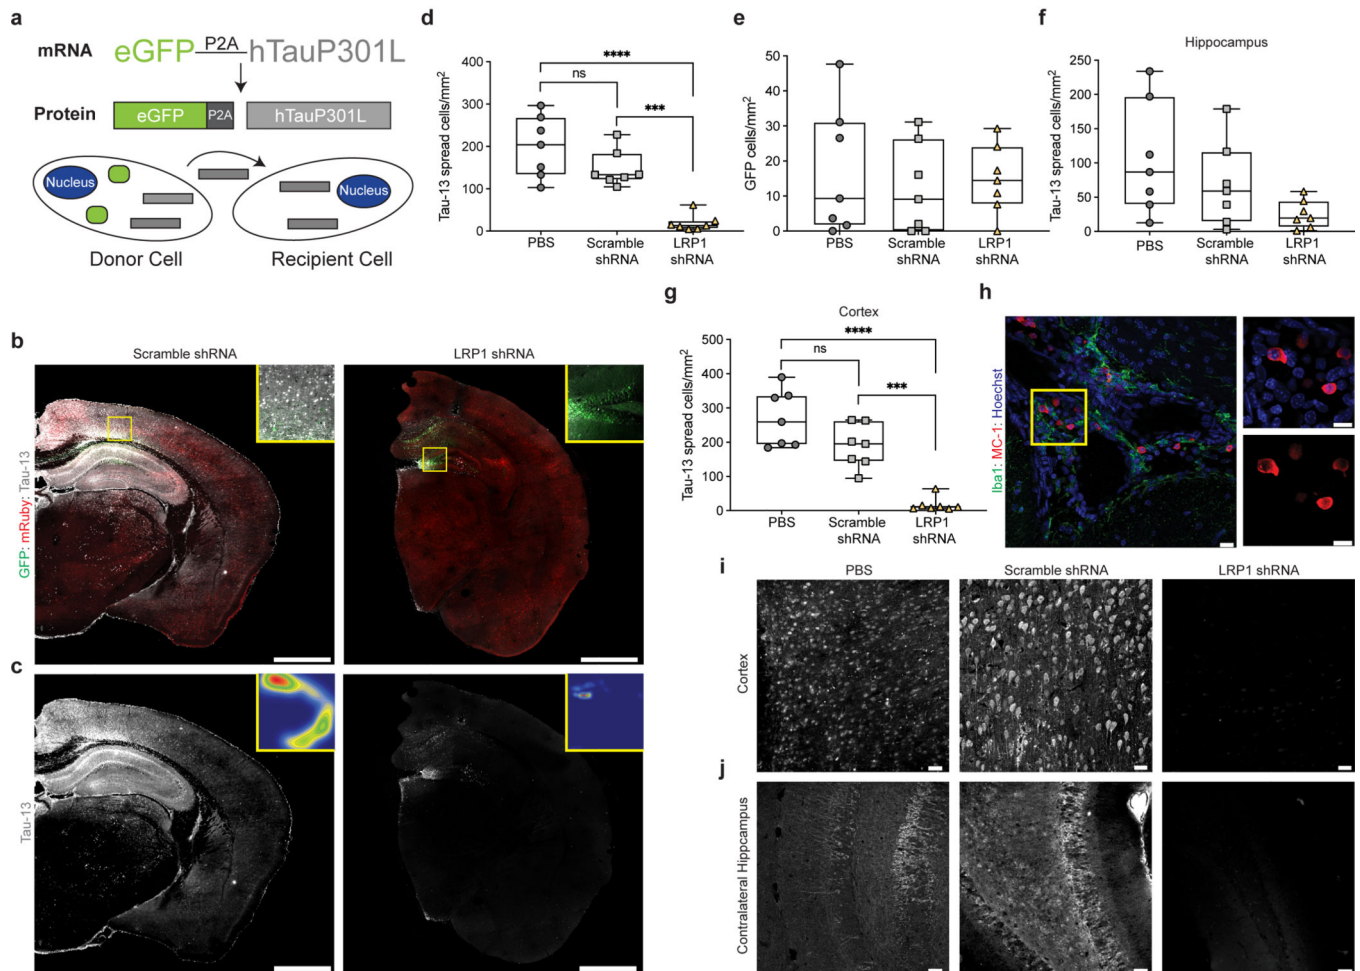 a
mRNA
eGFP P2A hTauP301L
Protein
eGFP P2A hTauP301L
Nucleus
Nucleus
Donor Cell
Recipient Cell
d
Tau-13 spread cells/mm²
400
300
200
100
0
****
ns
***
PBS
Scramble
shRNA
LRP1
shRNA
e
GFP cells/mm²
50
40
30
20
10
0
PBS
Scramble
shRNA
LRP1
shRNA
f
Hippocampus
Tau-13 spread cells/mm²
250
200
150
100
50
0
PBS
Scramble
shRNA
LRP1
shRNA
b
Scramble shRNA
LRP1 shRNA
GFP: mRuby: Tau-13
c
Tau-13
g
Cortex
Tau-13 spread cells/mm²
500
400
300
200
100
0
****
ns
***
PBS
Scramble
shRNA
LRP1
shRNA
h
Iba1: MC-1: Hoechst
i
PBS
Scramble shRNA
LRP1 shRNA
Cortex
j
Contralateral Hippcampus